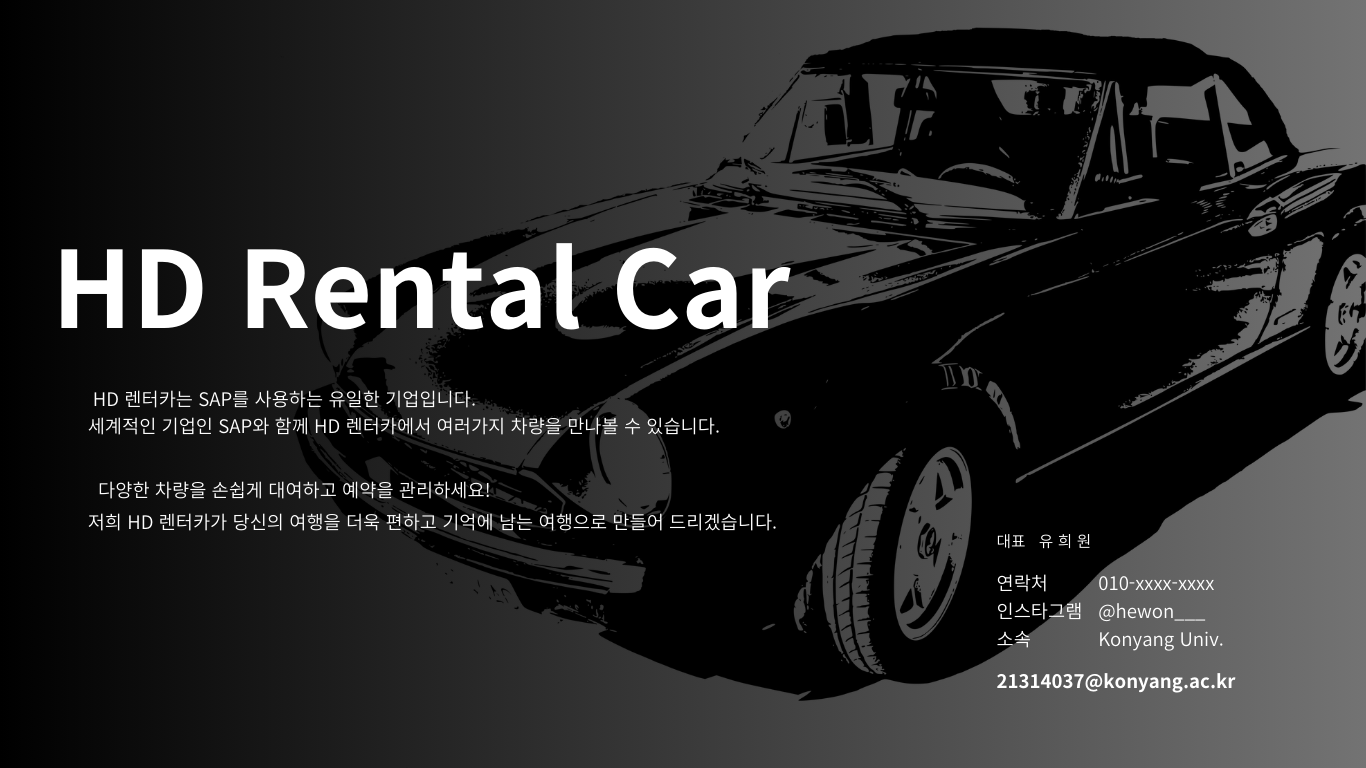 HD Rental Car
HD 렌터카는 SAP를 사용하는 유일한 기업입니다.
세계적인 기업인 SAP와 함께 HD 렌터카에서 여러가지 차량을 만나볼 수 있습니다.
다양한 차량을 손쉽게 대여하고 예약을 관리하세요!
저희 HD 렌터카가 당신의 여행을 더욱 편하고 기억에 남는 여행으로 만들어 드리겠습니다.
대표 유 희 원
연락처 010-xxxx-xxxx
인스타그램 @hewon___
소속 Konyang Univ.
21314037@konyang.ac.kr